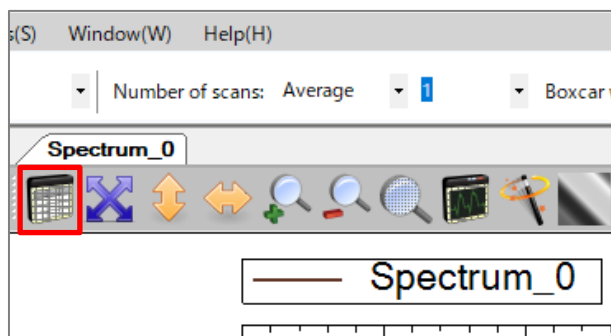 s(S) Window(W) Help(H)
Number of scans: Average 1 Boxcar
Spectrum_0
Spectrum_0